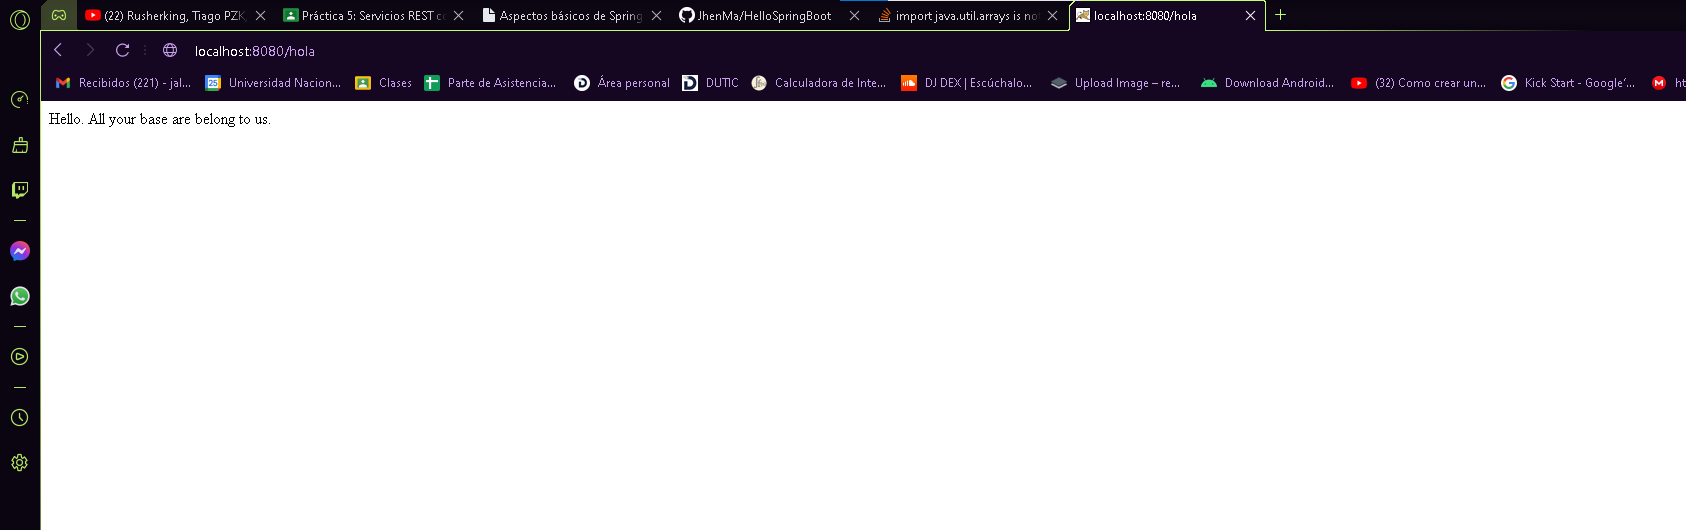 (22) Rusherking, Tiago PZK,
Práctica 5: Servicios REST co
Aspectos básicos de Spring
JhenMa/HelloSpringBoot
import java.util.arrays is not
localhost:8080/hola
localhost:8080/hola
Recibidos (221) - jal...
25
Universidad Nacion...
Clases
Parte de Asistencia...
Área personal
DUTIC
Calculadora de Inte...
DJ DEX | Escúchalo...
Upload Image – re...
Download Android...
(32) Como crear un...
Kick Start - Google'...
ht
Hello. All your base are belong to us.